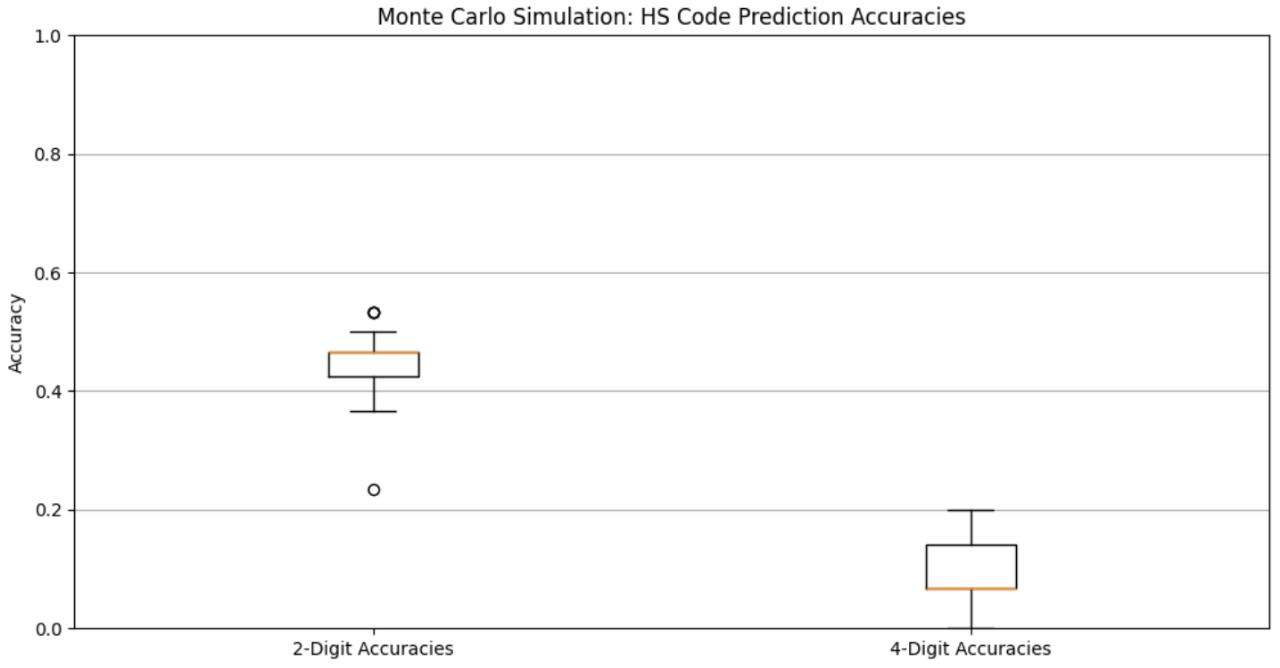 Monte Carlo Simulation: HS Code Prediction Accuracies
1.0
0.8
0.6
0.4
0.2
0.0
Accuracy
2-Digit Accuracies
4-Digit Accuracies